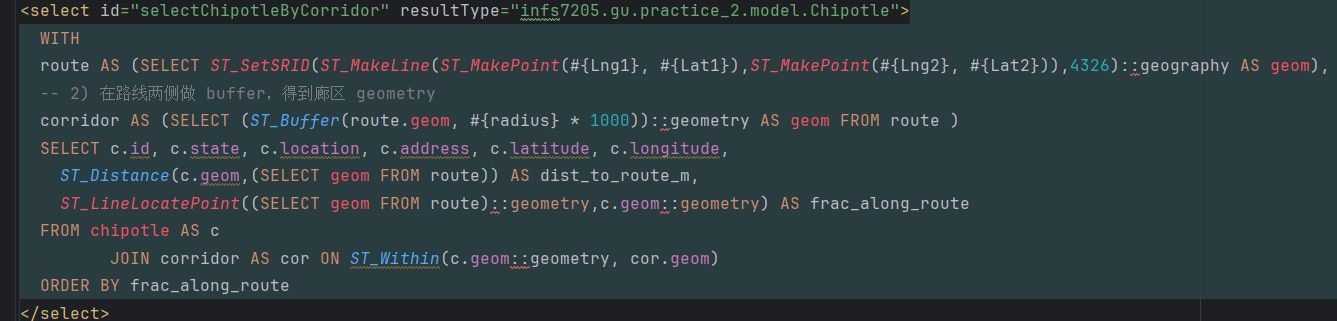 <select id="selectChipotleByCorridor" resultType="infs7205.gu.practice_2.model.Chipotle">
WITH
route AS (SELECT ST_SetSRID(ST_MakeLine(ST_MakePoint(#{Lng1}, #{Lat1}),ST_MakePoint(#{Lng2}, #{Lat2})),4326)::geography AS geom),
-- 2) 在路线两侧做 buffer，得到廊区 geometry
corridor AS (SELECT (ST_Buffer(route.geom, #{radius} * 1000))::geometry AS geom FROM route )
SELECT c.id, c.state, c.location, c.address, c.latitude, c.longitude,
ST_Distance(c.geom,(SELECT geom FROM route)) AS dist_to_route_m,
ST_LineLocatePoint((SELECT geom FROM route)::geometry,c.geom::geometry) AS frac_along_route
FROM chipotle AS c
JOIN corridor AS cor ON ST_Within(c.geom::geometry, cor.geom)
ORDER BY frac_along_route
</select>